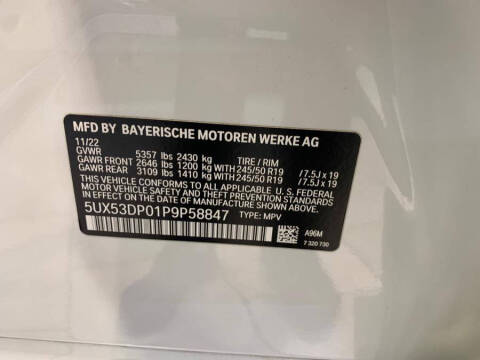 MFD BY BAYERISCHE MOTOREN WERKE AG
11/22
GVWR 5357 lbs 2430 kg TIRE / RIM
GAWR FRONT 2646 lbs 1200 kg WITH 245/50 R19 /7.5J x 19
GAWR REAR 3109 lbs 1410 kg WITH 245/50 R19 /7.5J x 19
THIS VEHICLE CONFORMS TO ALL APPLICABLE U.S. FEDERAL
MOTOR VEHICLE SAFETY, BUMPER, AND THEFT PREVENTION
STANDARDS IN EFFECT ON THE DATE OF MANUFACTURE
SHOWN ABOVE.
5UX53DP01P9P58847 TYPE: MPV
A96M
7 320 730